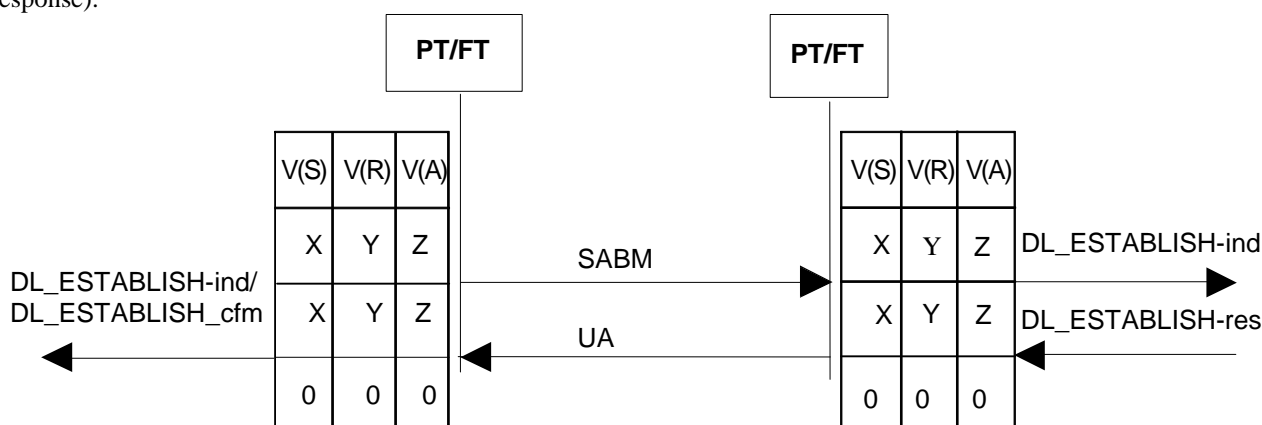 esponse).
PT/FT PT/FT
V(S) V(R) V(A) V(S) V(R) V(A)
X Y Z SABM X Y Z DL_ESTABLISH-ind
DL_ESTABLISH-ind/
DL_ESTABLISH_cfm X Y Z UA X Y Z DL_ESTABLISH-res
0 0 0 0 0 0